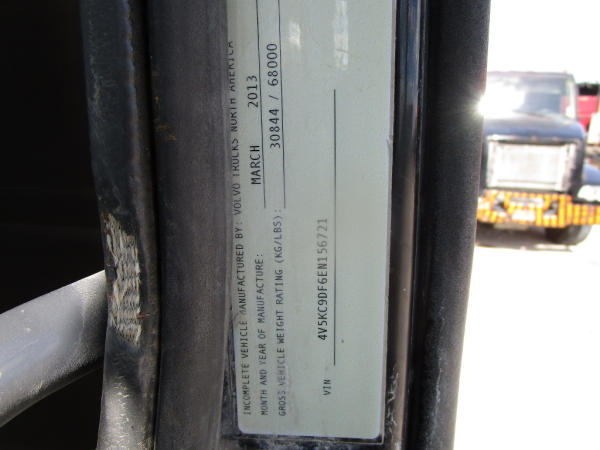 INCOMPLETE VEHICLE MANUFACTURED BY: VOLVO TRUCKS NORTH AMERICA
MONTH AND YEAR OF MANUFACTURE: MARCH 2013
GROSS VEHICLE WEIGHT RATING (KG/LBS): 30844 / 68000
VIN 4V5KC9DF6EN156721